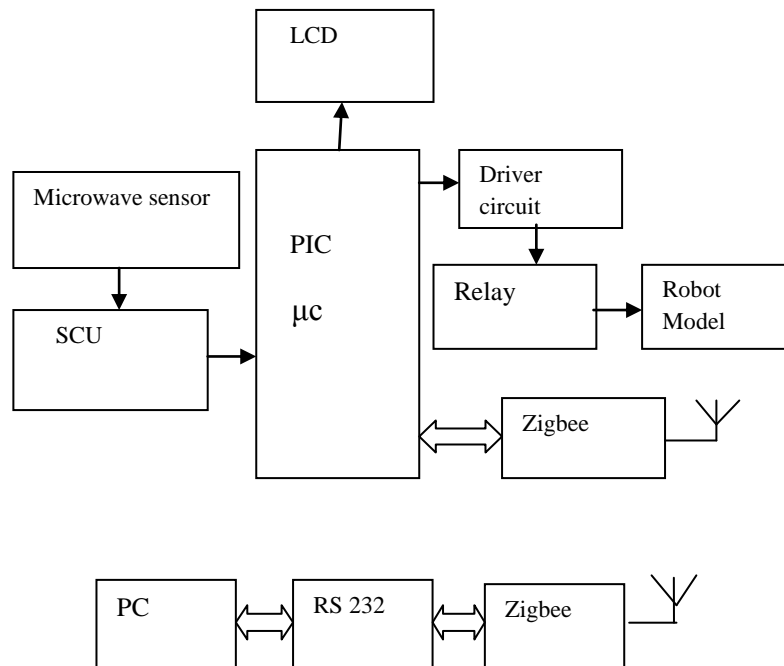 LCD
Microwave sensor
PIC
μc
Driver
circuit
SCU
Relay
Robot
Model
Zigbee
PC
RS 232
Zigbee